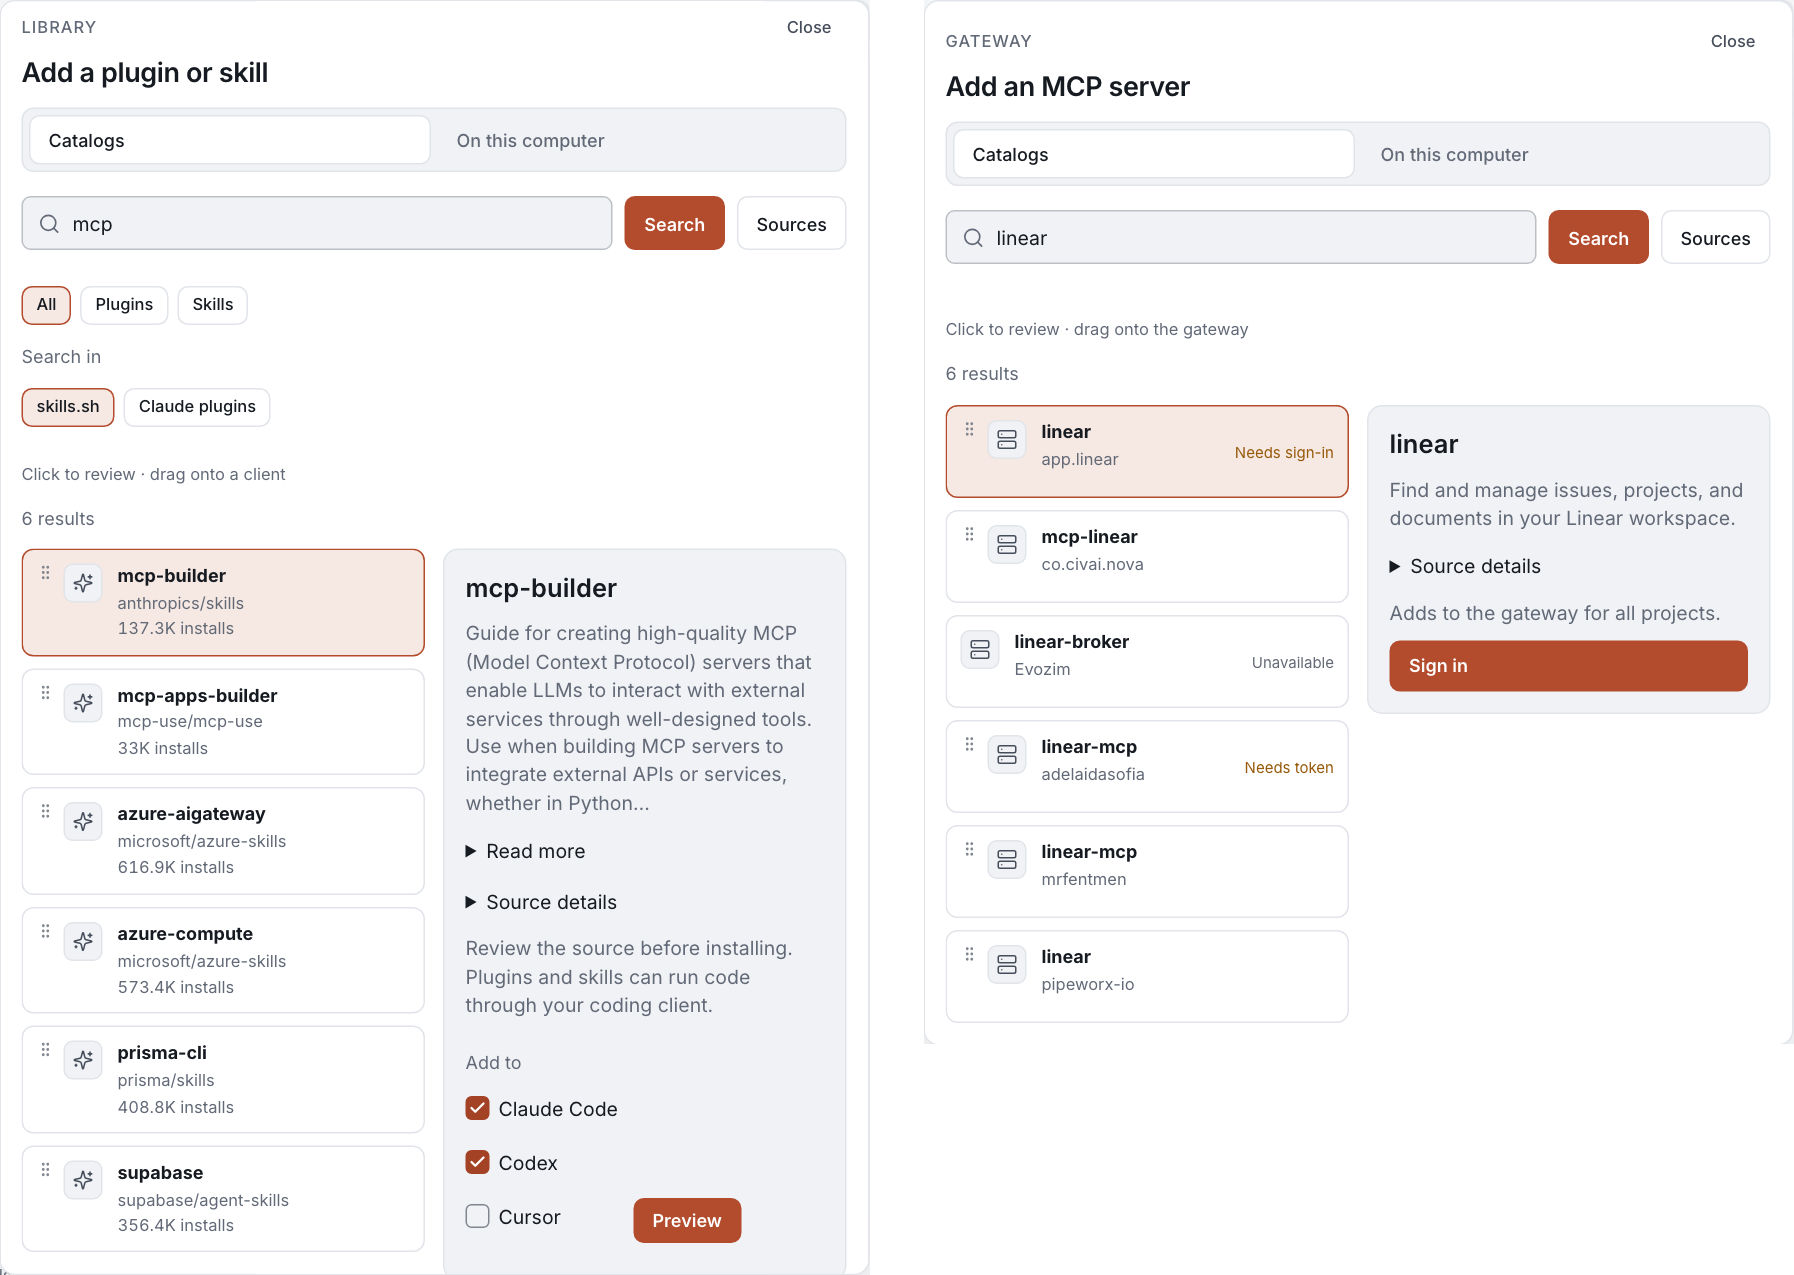 LIBRARY
Close
Add a plugin or skill
Catalogs
On this computer
mcp
Search
Sources
All
Plugins
Skills
Search in
skills.sh
Claude plugins
Click to review · drag onto a client
6 results
mcp-builder
anthropics/skills
137.3K installs
mcp-apps-builder
mcp-use/mcp-use
33K installs
azure-aigateway
microsoft/azure-skills
616.9K installs
azure-compute
microsoft/azure-skills
573.4K installs
prisma-cli
prisma/skills
408.8K installs
supabase
supabase/agent-skills
356.4K installs
mcp-builder
Guide for creating high-quality MCP
(Model Context Protocol) servers that
enable LLMs to interact with external
services through well-designed tools.
Use when building MCP servers to
integrate external APIs or services,
whether in Python...
Read more
Source details
Review the source before installing.
Plugins and skills can run code
through your coding client.
Add to
Claude Code
Codex
Cursor
Preview
GATEWAY
Close
Add an MCP server
Catalogs
On this computer
linear
Search
Sources
Click to review · drag onto the gateway
6 results
linear
app.linear
Needs sign-in
mcp-linear
co.civai.nova
linear-broker
Evozim
Unavailable
linear-mcp
adelaidasofia
Needs token
linear-mcp
mrfentmen
linear
pipeworx-io
linear
Find and manage issues, projects, and
documents in your Linear workspace.
Source details
Adds to the gateway for all projects.
Sign in